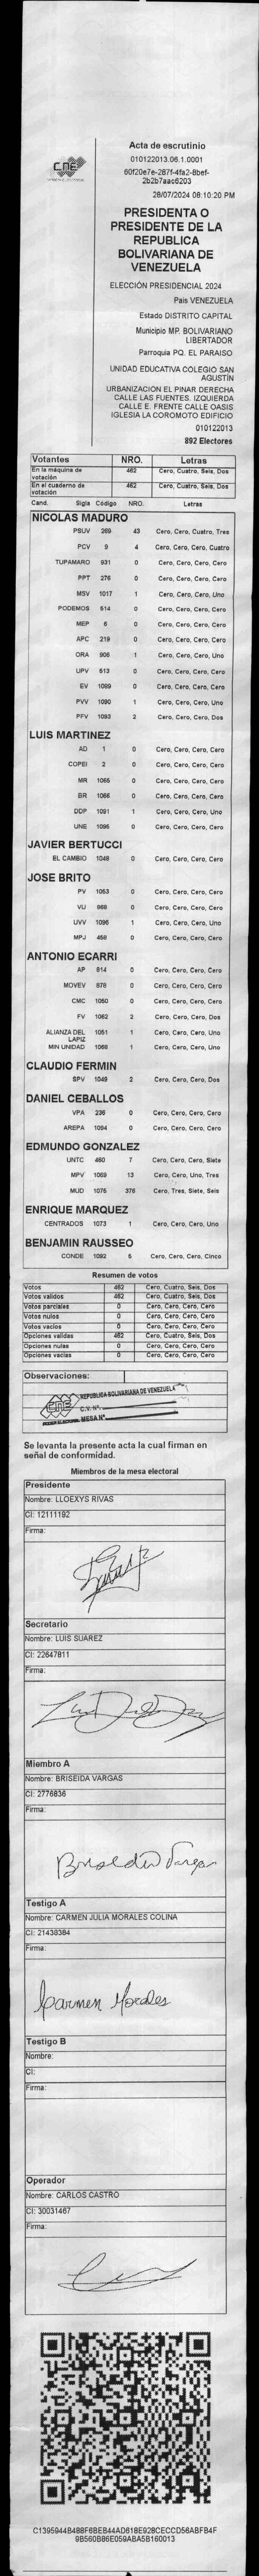 CNE
Acta de escrutinio
010122013.06.1.0001
60f20e7e-287f-4fa2-8bef-
2b2b7aac6203
28/07/2024 08:10:20 PM
PRESIDENTA O
PRESIDENTE DE LA
REPUBLICA
BOLIVARIANA DE
VENEZUELA
ELECCIÓN PRESIDENCIAL 2024
Pais VENEZUELA
Estado DISTRITO CAPITAL
Municipio MP. BOLIVARIANO
LIBERTADOR
Parroquia PQ. EL PARAISO
UNIDAD EDUCATIVA COLEGIO SAN
AGUSTÍN
URBANIZACION EL PINAR DERECHA
CALLE LAS FUENTES. IZQUIERDA
CALLE E. FRENTE CALLE OASIS
IGLESIA LA COROMOTO EDIFICIO
010122013
892 Electores
Votantes NRO. Letras
En la máquina de votación 462 Cero, Cuatro, Seis, Dos
En el cuaderno de votación 462 Cero, Cuatro, Seis, Dos
Cand. Sigla Código NRO. Letras
NICOLAS MADURO
PSUV 269 43 Cero, Cero, Cuatro, Tres
PCV 9 4 Cero, Cero, Cero, Cuatro
TUPAMARO 931 0 Cero, Cero, Cero, Cero
PPT 276 0 Cero, Cero, Cero, Cero
MSV 1017 1 Cero, Cero, Cero, Uno
PODEMOS 514 0 Cero, Cero, Cero, Cero
MEP 6 0 Cero, Cero, Cero, Cero
APC 219 0 Cero, Cero, Cero, Cero
ORA 906 1 Cero, Cero, Cero, Uno
UPV 513 0 Cero, Cero, Cero, Cero
EV 1089 0 Cero, Cero, Cero, Cero
PVV 1090 1 Cero, Cero, Cero, Uno
PFV 1093 2 Cero, Cero, Cero, Dos
LUIS MARTINEZ
AD 1 0 Cero, Cero, Cero, Cero
COPEI 2 0 Cero, Cero, Cero, Cero
MR 1065 0 Cero, Cero, Cero, Cero
BR 1066 0 Cero, Cero, Cero, Cero
DDP 1091 1 Cero, Cero, Cero, Uno
UNE 1095 0 Cero, Cero, Cero, Cero
JAVIER BERTUCCI
EL CAMBIO 1048 0 Cero, Cero, Cero, Cero
JOSE BRITO
PV 1053 0 Cero, Cero, Cero, Cero
VU 968 0 Cero, Cero, Cero, Cero
UVV 1096 1 Cero, Cero, Cero, Uno
MPJ 458 0 Cero, Cero, Cero, Cero
ANTONIO ECARRI
AP 814 0 Cero, Cero, Cero, Cero
MOVEV 878 0 Cero, Cero, Cero, Cero
CMC 1050 0 Cero, Cero, Cero, Cero
FV 1062 2 Cero, Cero, Cero, Dos
ALIANZA DEL LAPIZ 1051 1 Cero, Cero, Cero, Uno
MIN UNIDAD 1068 1 Cero, Cero, Cero, Uno
CLAUDIO FERMIN
SPV 1049 2 Cero, Cero, Cero, Dos
DANIEL CEBALLOS
VPA 236 0 Cero, Cero, Cero, Cero
AREPA 1094 0 Cero, Cero, Cero, Cero
EDMUNDO GONZALEZ
UNTC 460 7 Cero, Cero, Cero, Siete
MPV 1069 13 Cero, Cero, Uno, Tres
MUD 1075 376 Cero, Tres, Siete, Seis
ENRIQUE MARQUEZ
CENTRADOS 1073 1 Cero, Cero, Cero, Uno
BENJAMIN RAUSSEO
CONDE 1092 5 Cero, Cero, Cero, Cinco
Resumen de votos
Votos 462 Cero, Cuatro, Seis, Dos
Votos validos 462 Cero, Cuatro, Seis, Dos
Votos parciales 0 Cero, Cero, Cero, Cero
Votos nulos 0 Cero, Cero, Cero, Cero
Votos vacios 0 Cero, Cero, Cero, Cero
Opciones validas 462 Cero, Cuatro, Seis, Dos
Opciones nulas 0 Cero, Cero, Cero, Cero
Opciones vacias 0 Cero, Cero, Cero, Cero
Observaciones:
REPUBLICA BOLIVARIANA DE VENEZUELA
CNE C.V. Nº
PODER ELECTORAL MESA Nº
Se levanta la presente acta la cual firman en
señal de conformidad.
Miembros de la mesa electoral
Presidente
Nombre: LLOEXYS RIVAS
CI: 12111192
Firma:
Secretario
Nombre: LUIS SUAREZ
CI: 22647811
Firma:
Miembro A
Nombre: BRISEIDA VARGAS
CI: 2776836
Firma:
Briseida Vargas
Testigo A
Nombre: CARMEN JULIA MORALES COLINA
CI: 21438384
Firma:
Carmen Morales
Testigo B
Nombre:
CI:
Firma:
Operador
Nombre: CARLOS CASTRO
CI: 30031467
Firma:
C1395944B488F6BEB44AD618E928CECCD56ABFB4F
9B560B86E059ABA5B160013